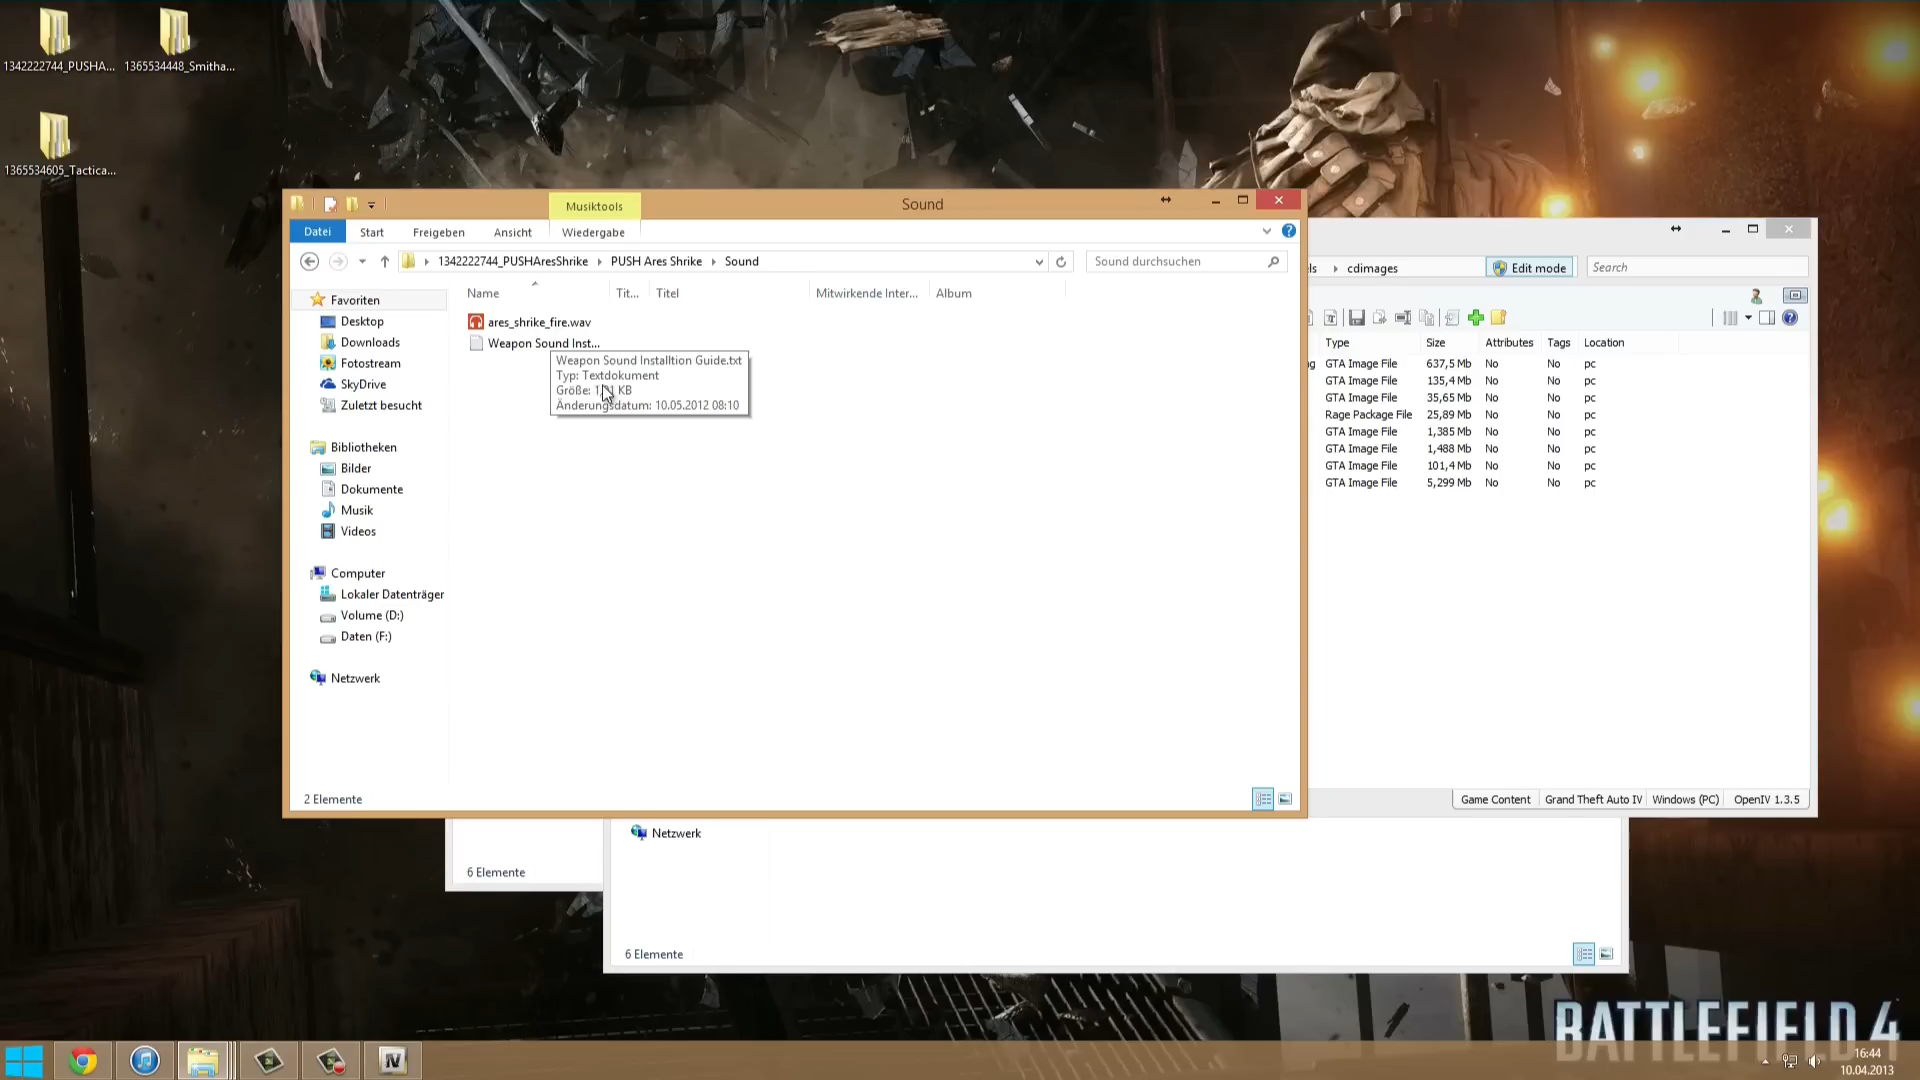 1342222744_PUSHA...
1365534448_Smitha...
1365534605_Tactica...
Musiktools
Sound
Datei
Start
Freigeben
Ansicht
Wiedergabe
1342222744_PUSHAresShrike
PUSH Ares Shrike
Sound
Sound durchsuchen
Name
Tit...
Titel
Mitwirkende Inter...
Album
Favoriten
Desktop
Downloads
Fotostream
SkyDrive
Zuletzt besucht
Bibliotheken
Bilder
Dokumente
Musik
Videos
Computer
Lokaler Datenträger
Volume (D:)
Daten (F:)
Netzwerk
ares_shrike_fire.wav
Weapon Sound Inst...
Weapon Sound Installtion Guide.txt
Typ: Textdokument
Größe: KB
Änderungsdatum: 10.05.2012 08:10
2 Elemente
cdimages
Edit mode
Search
Type Size Attributes Tags Location
GTA Image File 637,5 Mb No No pc
GTA Image File 135,4 Mb No No pc
GTA Image File 35,65 Mb No No pc
Rage Package File 25,89 Mb No No pc
GTA Image File 1,385 Mb No No pc
GTA Image File 1,488 Mb No No pc
GTA Image File 101,4 Mb No No pc
GTA Image File 5,299 Mb No No pc
Game Content
Grand Theft Auto IV
Windows (PC)
OpenIV 1.3.5
Netzwerk
6 Elemente
6 Elemente
BATTLEFIELD 4
IV
16:44
10.04.2013